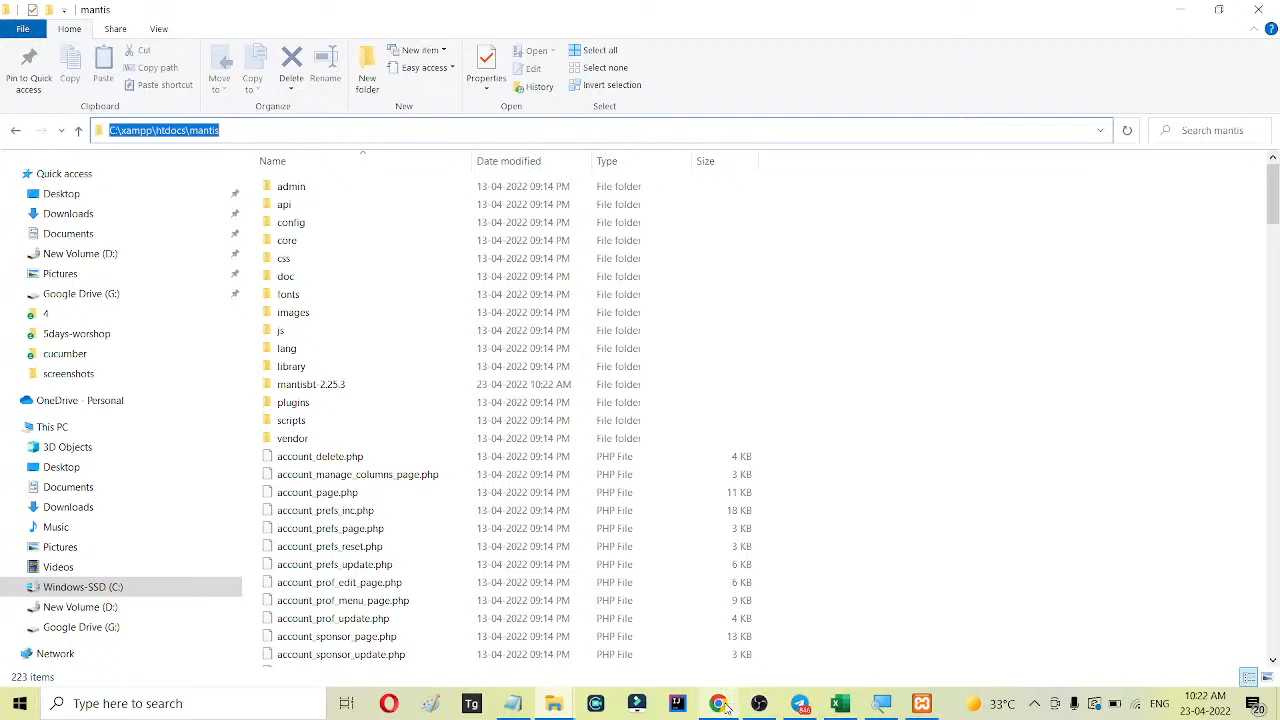 mantis
File Home Share View
Pin to Quick access
Copy
Paste
Cut
Copy path
Paste shortcut
Clipboard
Move to
Copy to
Delete
Rename
Organize
New folder
New item
Easy access
New
Properties
Open
Edit
History
Open
Select all
Select none
Invert selection
Select
C:\xampp\htdocs\mantis
Search mantis
Quick access
Desktop
Downloads
Documents
New Volume (D:)
Pictures
Google Drive (G:)
4
5days-worshop
cucumber
screenshots
OneDrive - Personal
This PC
3D Objects
Desktop
Documents
Downloads
Music
Pictures
Videos
Windows-SSD (C:)
New Volume (D:)
Google Drive (G:)
Network
Name Date modified Type Size
admin 13-04-2022 09:14 PM File folder
api 13-04-2022 09:14 PM File folder
config 13-04-2022 09:14 PM File folder
core 13-04-2022 09:14 PM File folder
css 13-04-2022 09:14 PM File folder
doc 13-04-2022 09:14 PM File folder
fonts 13-04-2022 09:14 PM File folder
images 13-04-2022 09:14 PM File folder
js 13-04-2022 09:14 PM File folder
lang 13-04-2022 09:14 PM File folder
library 13-04-2022 09:14 PM File folder
mantisbt-2.25.3 23-04-2022 10:22 AM File folder
plugins 13-04-2022 09:14 PM File folder
scripts 13-04-2022 09:14 PM File folder
vendor 13-04-2022 09:14 PM File folder
account_delete.php 13-04-2022 09:14 PM PHP File 4 KB
account_manage_columns_page.php 13-04-2022 09:14 PM PHP File 3 KB
account_page.php 13-04-2022 09:14 PM PHP File 11 KB
account_prefs_inc.php 13-04-2022 09:14 PM PHP File 18 KB
account_prefs_page.php 13-04-2022 09:14 PM PHP File 3 KB
account_prefs_reset.php 13-04-2022 09:14 PM PHP File 3 KB
account_prefs_update.php 13-04-2022 09:14 PM PHP File 6 KB
account_prof_edit_page.php 13-04-2022 09:14 PM PHP File 6 KB
account_prof_menu_page.php 13-04-2022 09:14 PM PHP File 9 KB
account_prof_update.php 13-04-2022 09:14 PM PHP File 4 KB
account_sponsor_page.php 13-04-2022 09:14 PM PHP File 13 KB
account_sponsor_update.php 13-04-2022 09:14 PM PHP File 3 KB
223 items
Type here to search
Tg
846
33°C
ENG
10:22 AM
23-04-2022
20